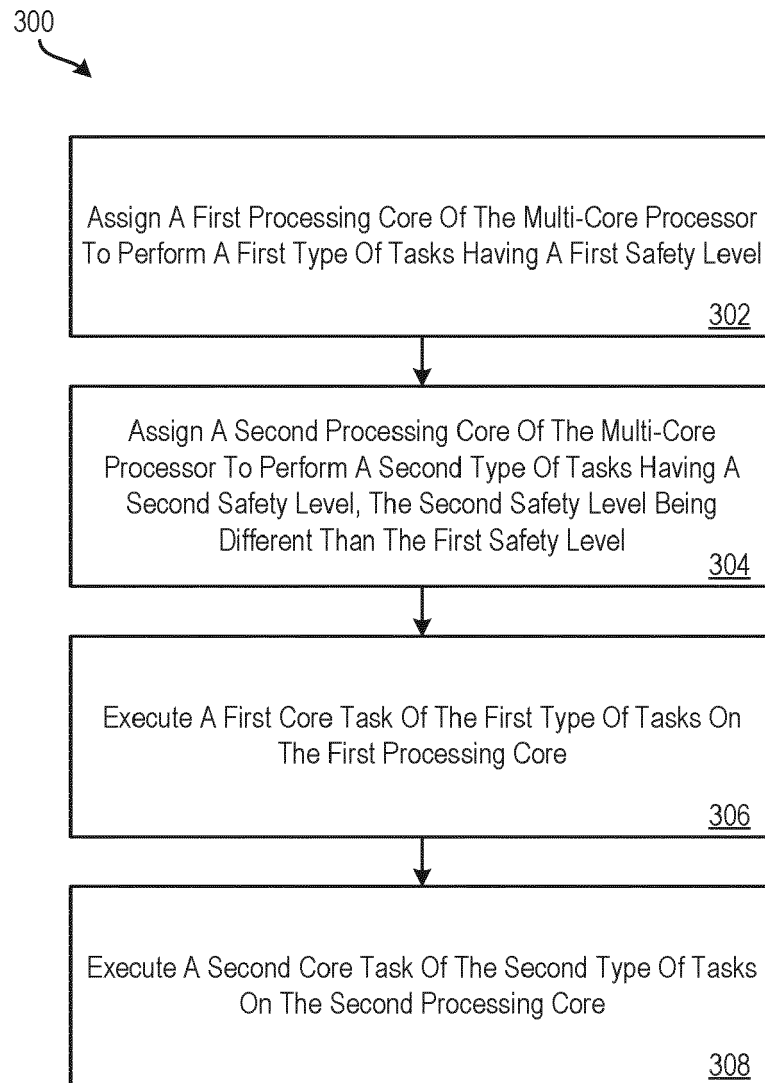 300
Assign A First Processing Core Of The Multi-Core Processor
To Perform A First Type Of Tasks Having A First Safety Level
302
Assign A Second Processing Core Of The Multi-Core
Processor To Perform A Second Type Of Tasks Having A
Second Safety Level, The Second Safety Level Being
Different Than The First Safety Level
304
Execute A First Core Task Of The First Type Of Tasks On
The First Processing Core
306
Execute A Second Core Task Of The Second Type Of Tasks
On The Second Processing Core
308